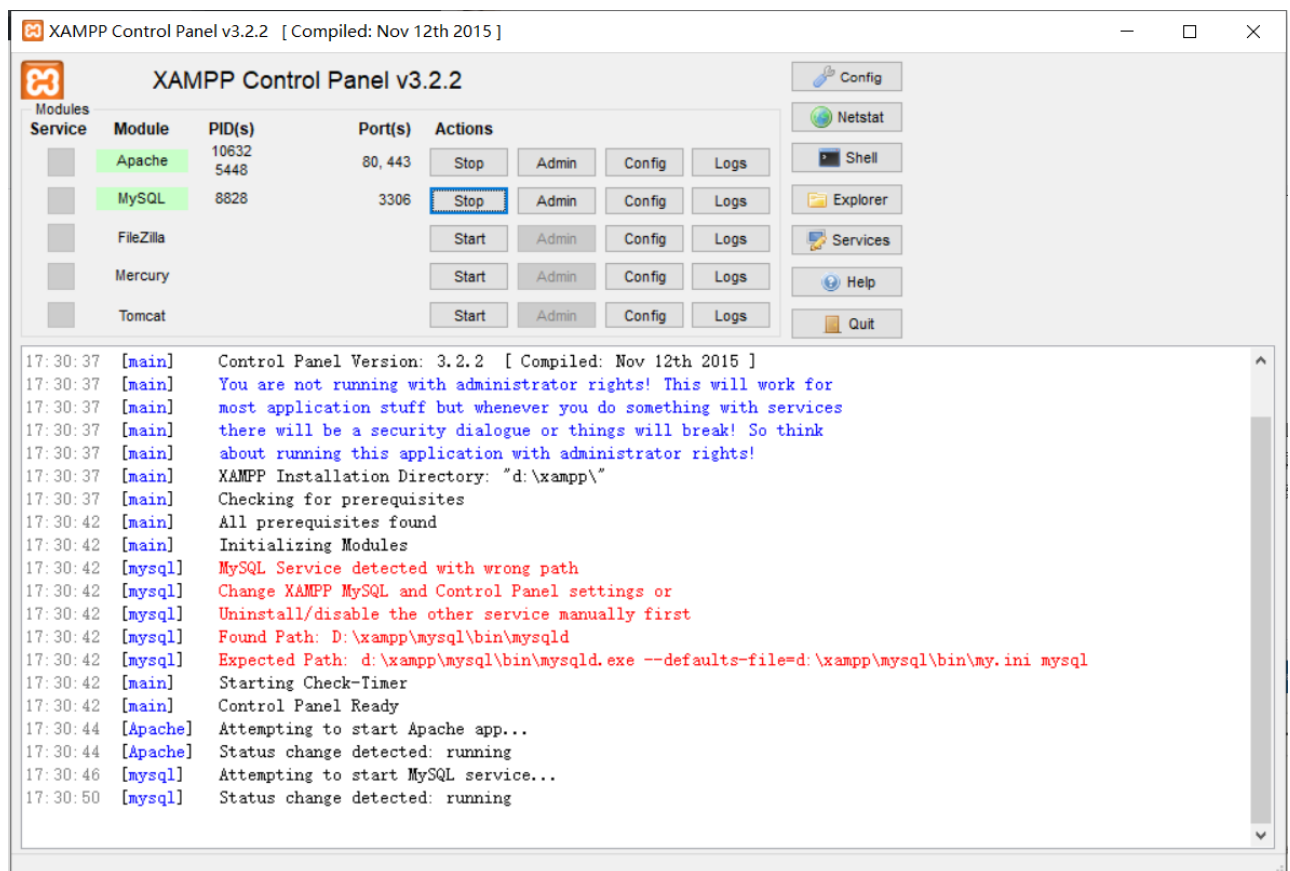 XAMPP Control Panel v3.2.2 [ Compiled: Nov 12th 2015 ]
XAMPP Control Panel v3.2.2
Config
Modules
Service Module PID(s) Port(s) Actions
Netstat
Apache 10632 5448 80, 443 Stop Admin Config Logs
Shell
MySQL 8828 3306 Stop Admin Config Logs
Explorer
FileZilla Start Admin Config Logs
Services
Mercury Start Admin Config Logs
Help
Tomcat Start Admin Config Logs
Quit
17:30:37 [main] Control Panel Version: 3.2.2 [ Compiled: Nov 12th 2015 ]
17:30:37 [main] You are not running with administrator rights! This will work for
17:30:37 [main] most application stuff but whenever you do something with services
17:30:37 [main] there will be a security dialogue or things will break! So think
17:30:37 [main] about running this application with administrator rights!
17:30:37 [main] XAMPP Installation Directory: "d:\xampp\"
17:30:37 [main] Checking for prerequisites
17:30:42 [main] All prerequisites found
17:30:42 [main] Initializing Modules
17:30:42 [mysql] MySQL Service detected with wrong path
17:30:42 [mysql] Change XAMPP MySQL and Control Panel settings or
17:30:42 [mysql] Uninstall/disable the other service manually first
17:30:42 [mysql] Found Path: D:\xampp\mysql\bin\mysqld
17:30:42 [mysql] Expected Path: d:\xampp\mysql\bin\mysqld.exe --defaults-file=d:\xampp\mysql\bin\my.ini mysql
17:30:42 [main] Starting Check-Timer
17:30:42 [main] Control Panel Ready
17:30:44 [Apache] Attempting to start Apache app...
17:30:44 [Apache] Status change detected: running
17:30:46 [mysql] Attempting to start MySQL service...
17:30:50 [mysql] Status change detected: running